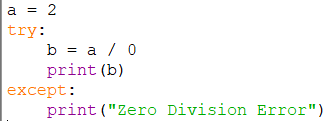 a = 2
try:
    b = a / 0
    print(b)
except:
    print("Zero Division Error")